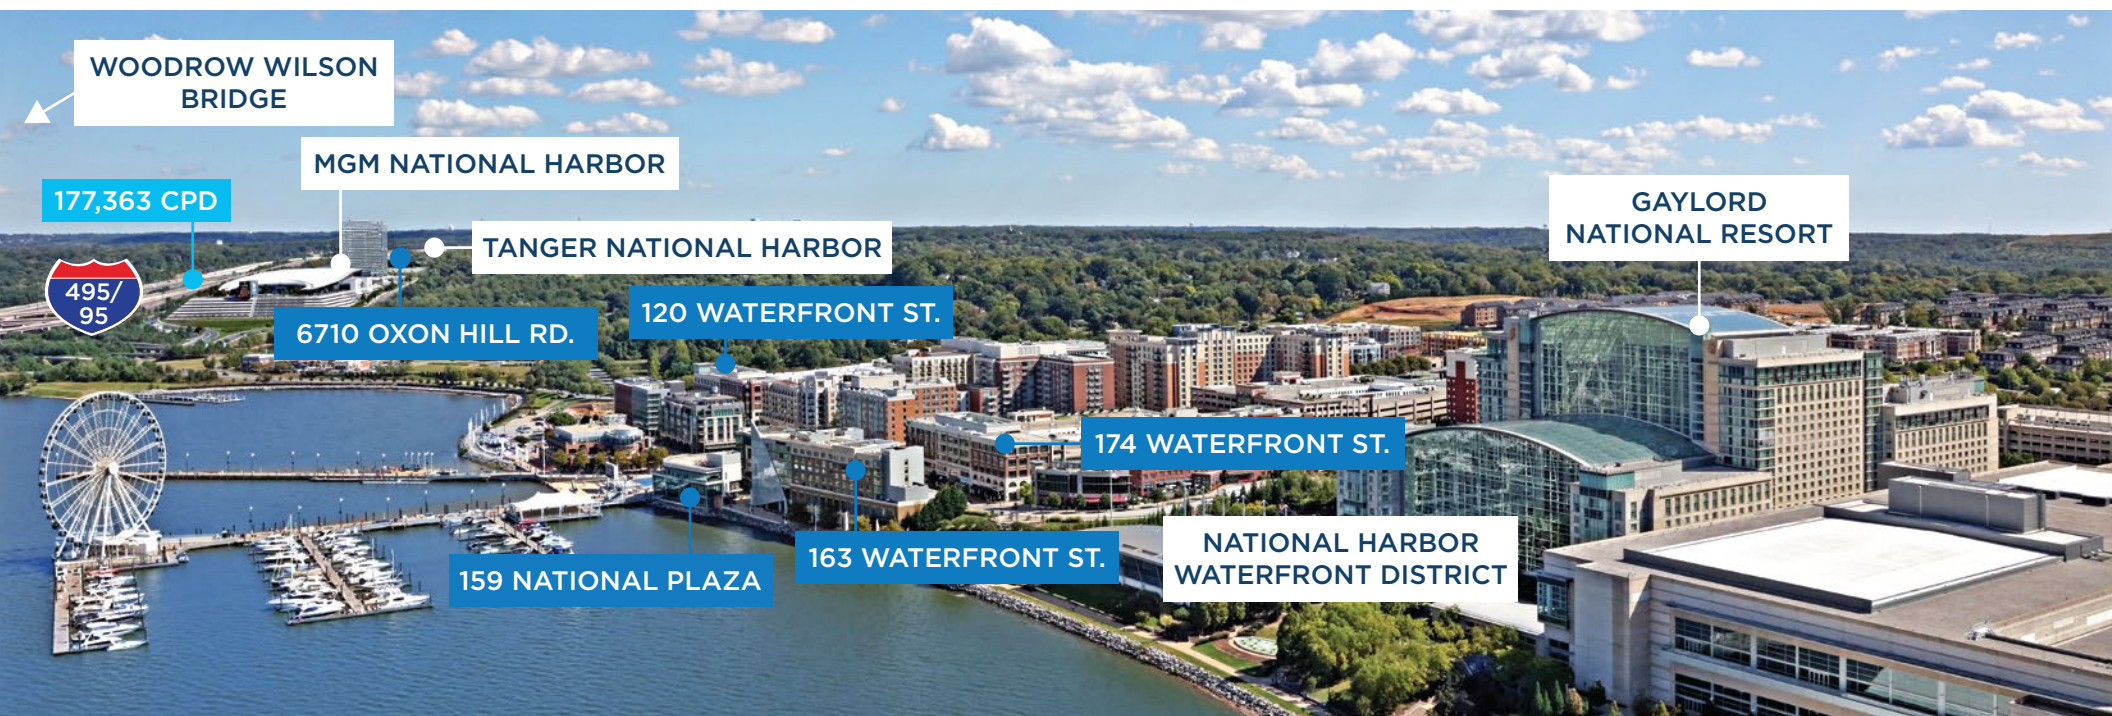 WOODROW WILSON
BRIDGE
MGM NATIONAL HARBOR
177,363 CPD
GAYLORD
NATIONAL RESORT
TANGER NATIONAL HARBOR
495/
95
120 WATERFRONT ST.
6710 OXON HILL RD.
174 WATERFRONT ST.
163 WATERFRONT ST.
159 NATIONAL PLAZA
NATIONAL HARBOR
WATERFRONT DISTRICT